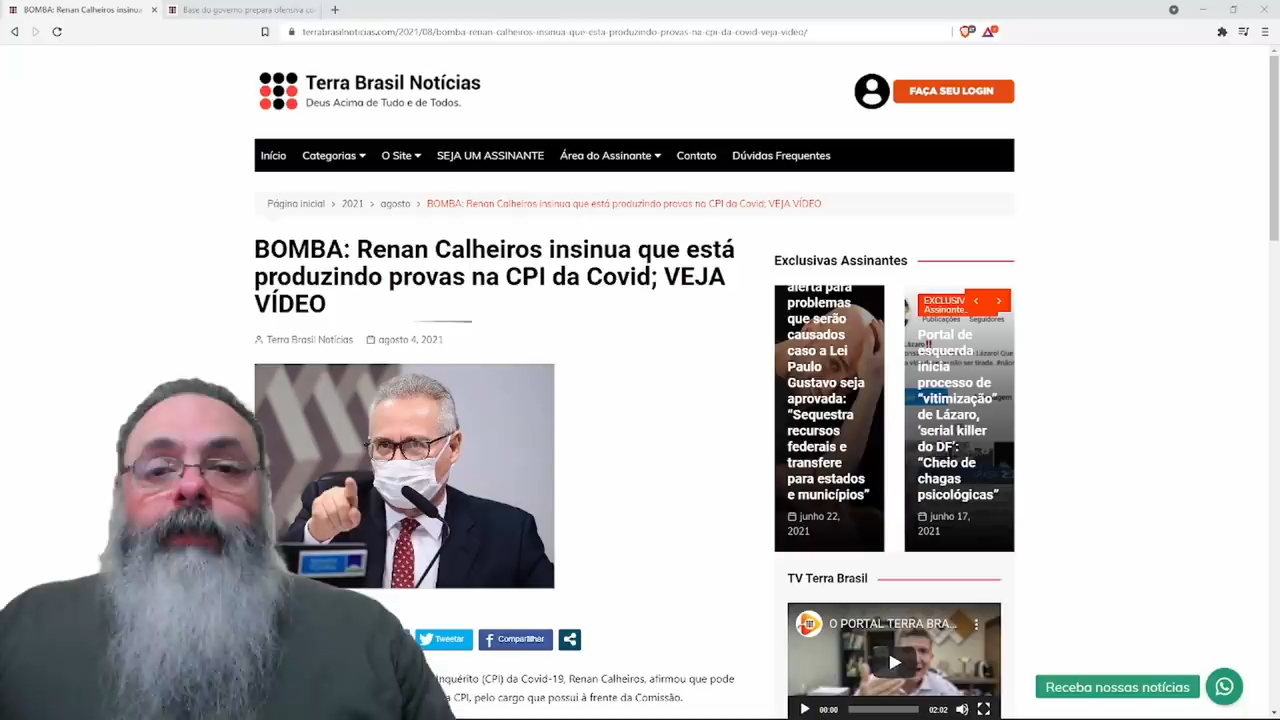 BOMBA: Renan Calheiros insinua
Base do governo prepara ofensiva co
terrabrasilnoticias.com/2021/08/bomba-renan-calheiros-insinua-que-esta-produzindo-provas-na-cpi-da-covid-veja-video/
Terra Brasil Notícias
Deus Acima de Tudo e de Todos.
FAÇA SEU LOGIN
Início Categorias O Site SEJA UM ASSINANTE Área do Assinante Contato Dúvidas Frequentes
Página inicial > 2021 > agosto > BOMBA: Renan Calheiros insinua que está produzindo provas na CPI da Covid; VEJA VÍDEO
BOMBA: Renan Calheiros insinua que está
produzindo provas na CPI da Covid; VEJA
VÍDEO
Terra Brasil Notícias agosto 4, 2021
Tweetar Compartilhar
nquérito (CPI) da Covid-19, Renan Calheiros, afirmou que pode
a CPI, pelo cargo que possui à frente da Comissão.
Exclusivas Assinantes
alerta para
problemas
que serão
causados
caso a Lei
Paulo
Gustavo seja
aprovada:
“Sequestra
recursos
federais e
transfere
para estados
e municípios”
junho 22,
2021
EXCLUSIV
Assinante
Publicações Seguidores
Portal de
esquerda
inicia
processo de
“vitimização”
de Lázaro,
‘serial killer
do DF’:
“Cheio de
chagas
psicológicas”
junho 17,
2021
TV Terra Brasil
O PORTAL TERRA BRA...
00:00 02:02
Receba nossas notícias